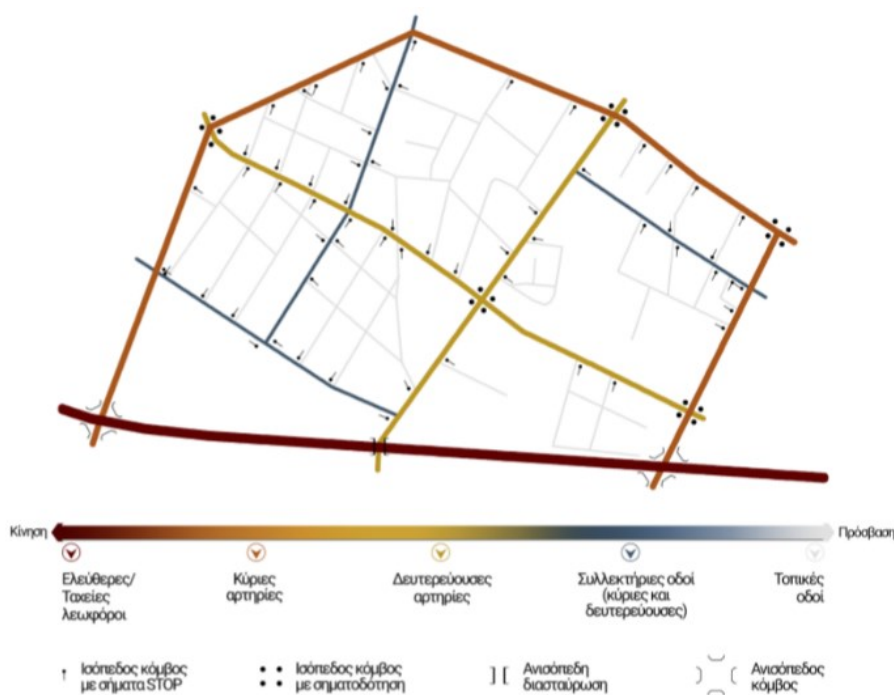 Κίνηση
Πρόσβαση
Ελεύθερες/
Ταχείες
λεωφόροι
Κύριες
αρτηρίες
Δευτερεύουσες
αρτηρίες
Συλλεκτήριες οδοί
(κύριες και
δευτερεύουσες)
Τοπικές
οδοί
Ισόπεδος κόμβος
με σήματα STOP
Ισόπεδος κόμβος
με σηματοδότηση
Ανισόπεδη
διασταύρωση
Ανισόπεδος
κόμβος